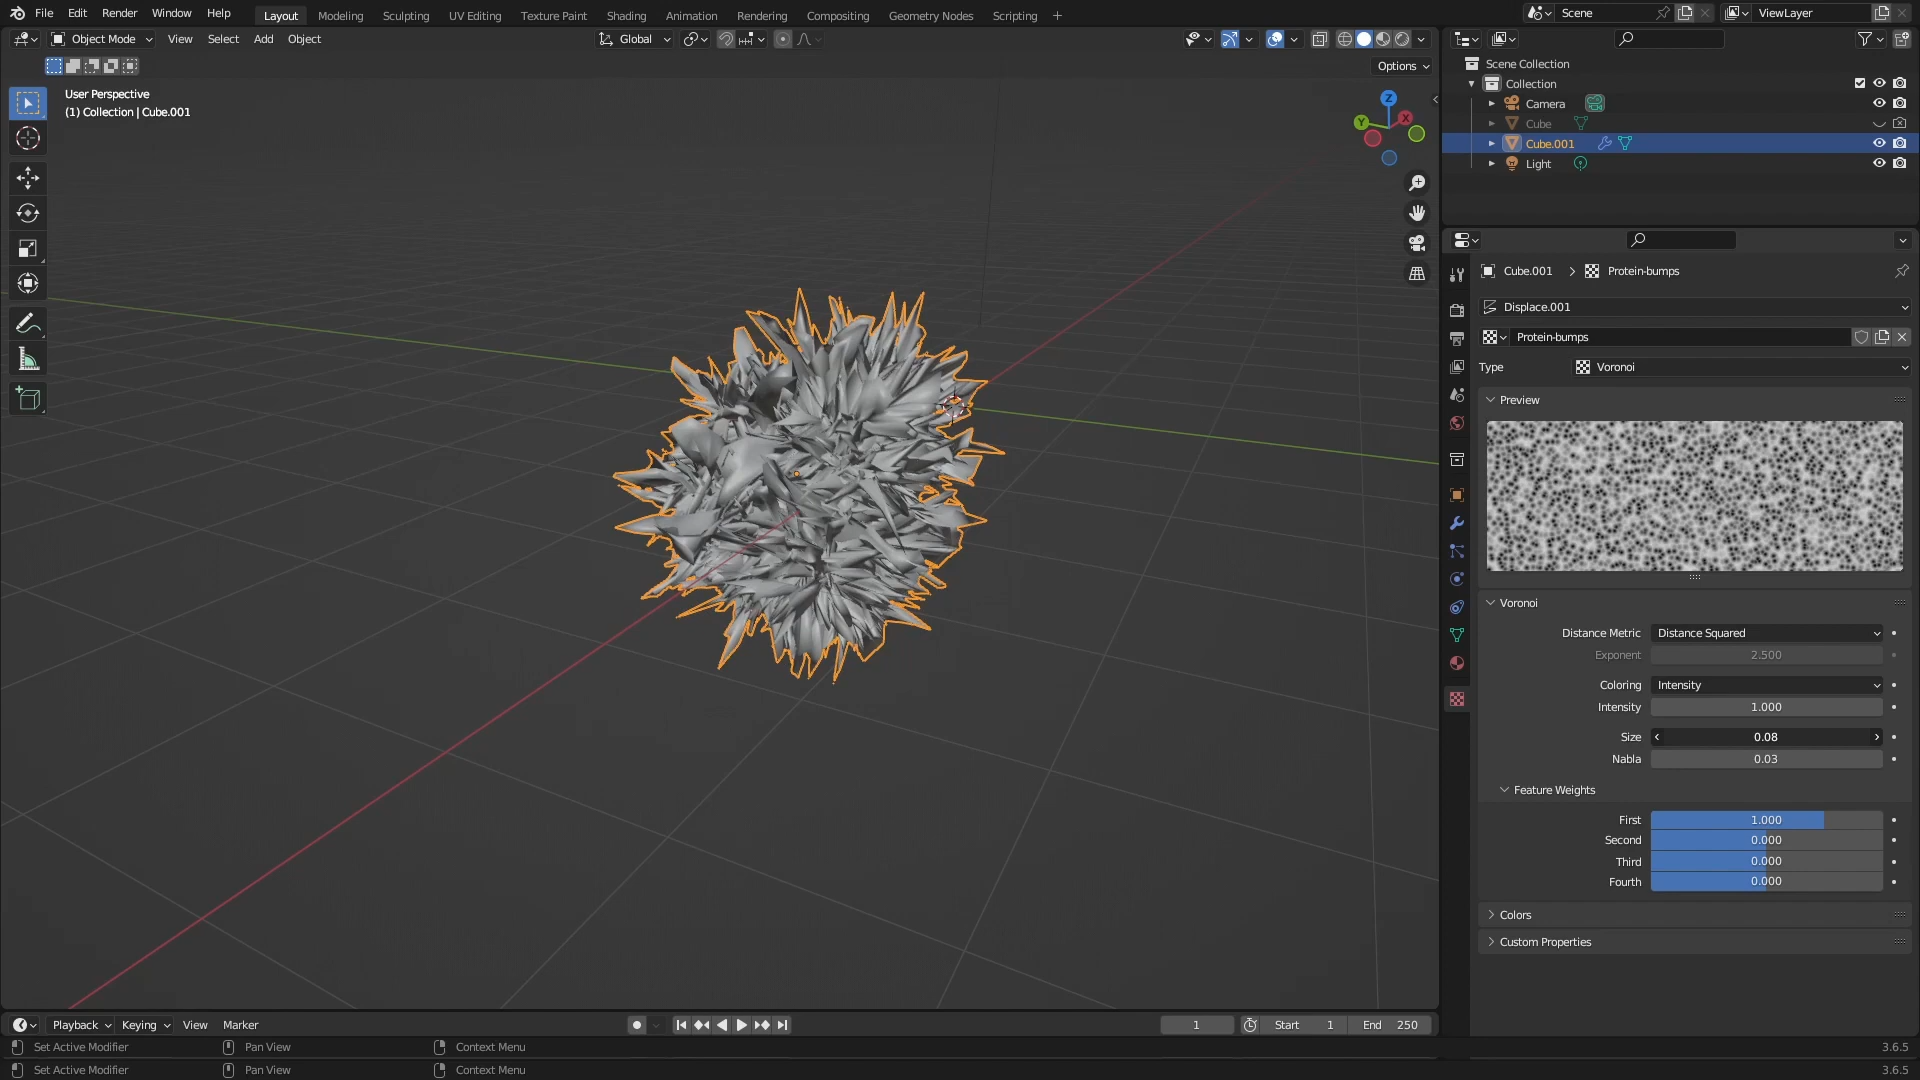 File Edit Render Window Help Layout Modeling Sculpting UV Editing Texture Paint Shading Animation Rendering Compositing Geometry Nodes Scripting + Scene ViewLayer
Object Mode View Select Add Object Global
Options
User Perspective
(1) Collection | Cube.001
Z
Y
X
Scene Collection
Collection
Camera
Cube
Cube.001
Light
Cube.001 > Protein-bumps
Displace.001
Protein-bumps
Type Voronoi
Preview
Voronoi
Distance Metric Distance Squared
Exponent 2.500
Coloring Intensity
Intensity 1.000
Size 0.08
Nabla 0.03
Feature Weights
First 1.000
Second 0.000
Third 0.000
Fourth 0.000
Colors
Custom Properties
Playback Keying View Marker 1 Start 1 End 250
Set Active Modifier Pan View Context Menu 3.6.5
Set Active Modifier Pan View Context Menu 3.6.5